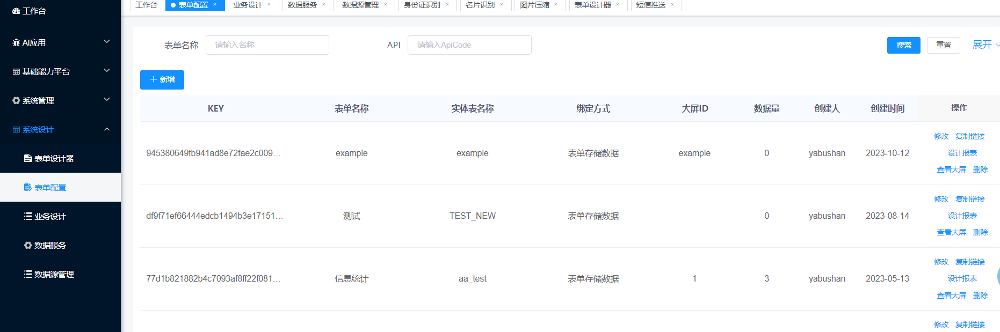 工作台
AI应用
基础能力平台
系统管理
系统设计
表单设计器
表单配置
业务设计
数据服务
数据源管理
工作台 表单配置 × 业务设计 × 数据服务 × 数据源管理 × 身份证识别 × 名片识别 × 图片压缩 × 表单设计器 × 短信推送 ×
表单名称 请输入名称 API 请输入ApiCode 搜索 重置 展开
+ 新增
KEY 表单名称 实体表名称 绑定方式 大屏ID 数据量 创建人 创建时间 操作
945380649fb941ad8e72fae2c009... example example 表单存储数据 example 0 yabushan 2023-10-12 修改 复制链接
设计报表
查看大屏 删除
df9f71ef66444edcb1494b3e17151... 测试 TEST_NEW 表单存储数据 0 yabushan 2023-08-14 修改 复制链接
设计报表
查看大屏 删除
77d1b821882b4c7093af8ff22f081... 信息统计 aa_test 表单存储数据 1 3 yabushan 2023-05-13 修改 复制链接
设计报表
查看大屏 删除
修改 复制链接